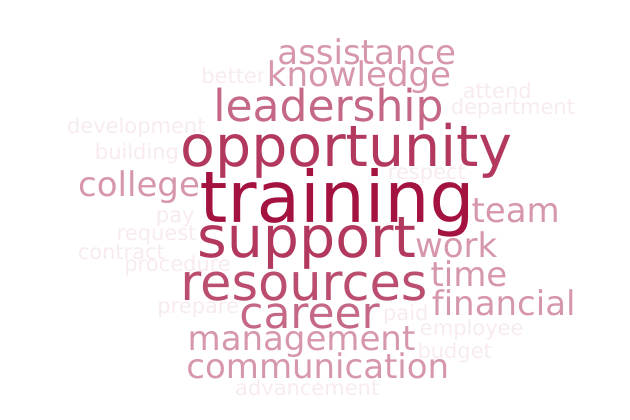 assistance
better knowledge
attend
leadership department
development
opportunity
building
respect
college training
pay team
request support work
contract
procedure
resources time
prepare career paid financial
management employee
communication budget
advancement